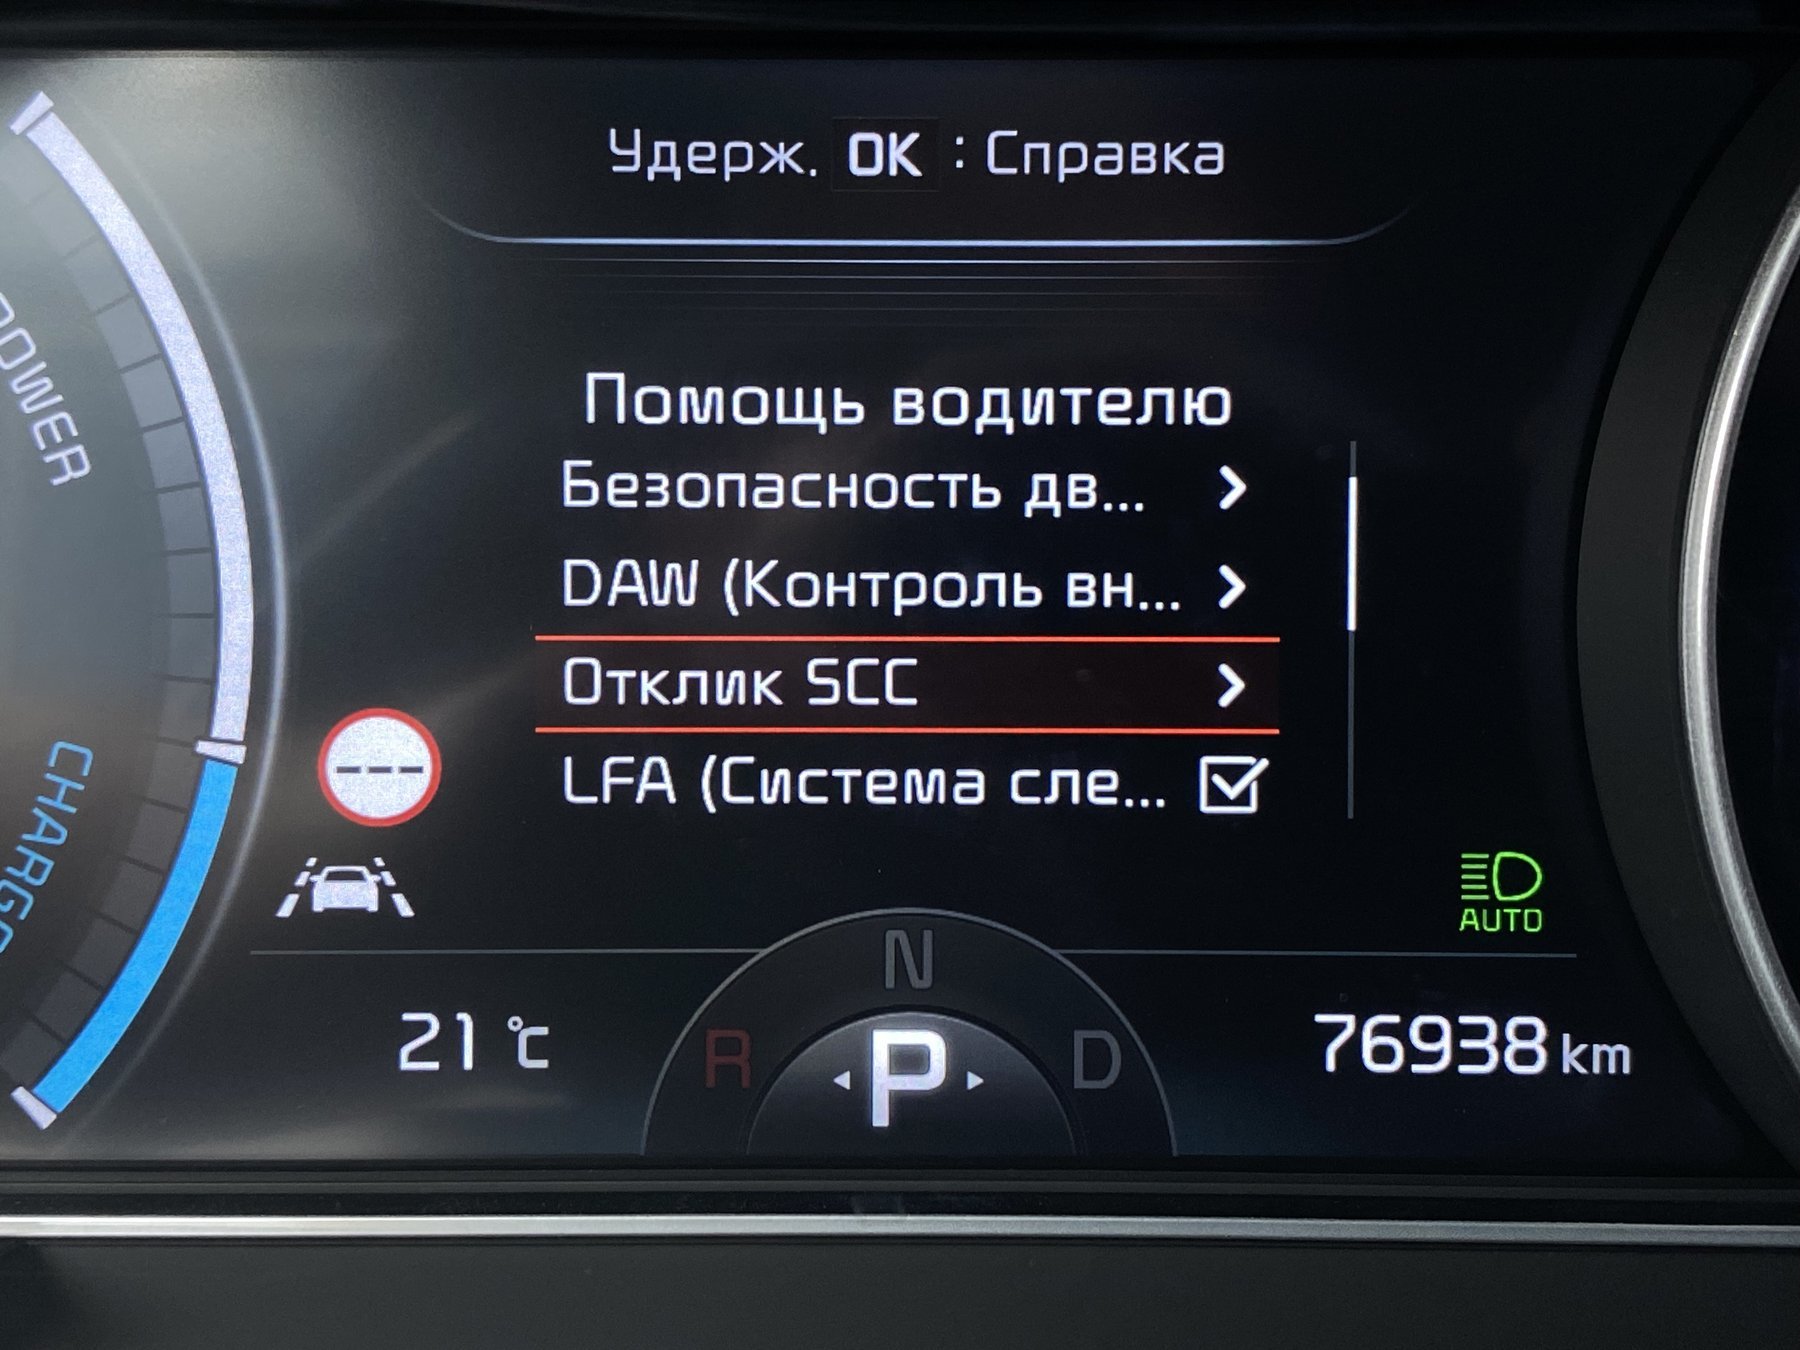 Удерж. OK : Справка
Помощь водителю
Безопасность дв...
DAW (Контроль вн...
Отклик SCC
LFA (Система сле...
POWER
CHARGE
AUTO
N
R
P
D
21 °C
76938 km